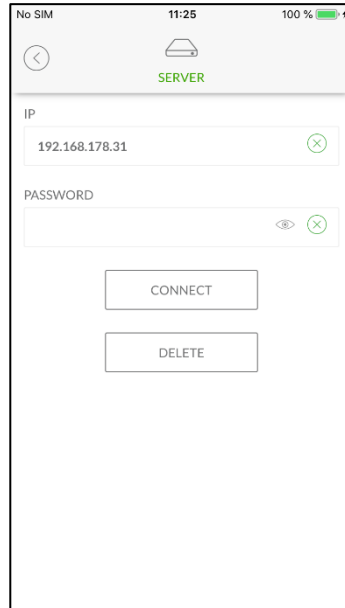 No SIM 11:25 100 %
SERVER
IP
192.168.178.31
PASSWORD
CONNECT
DELETE